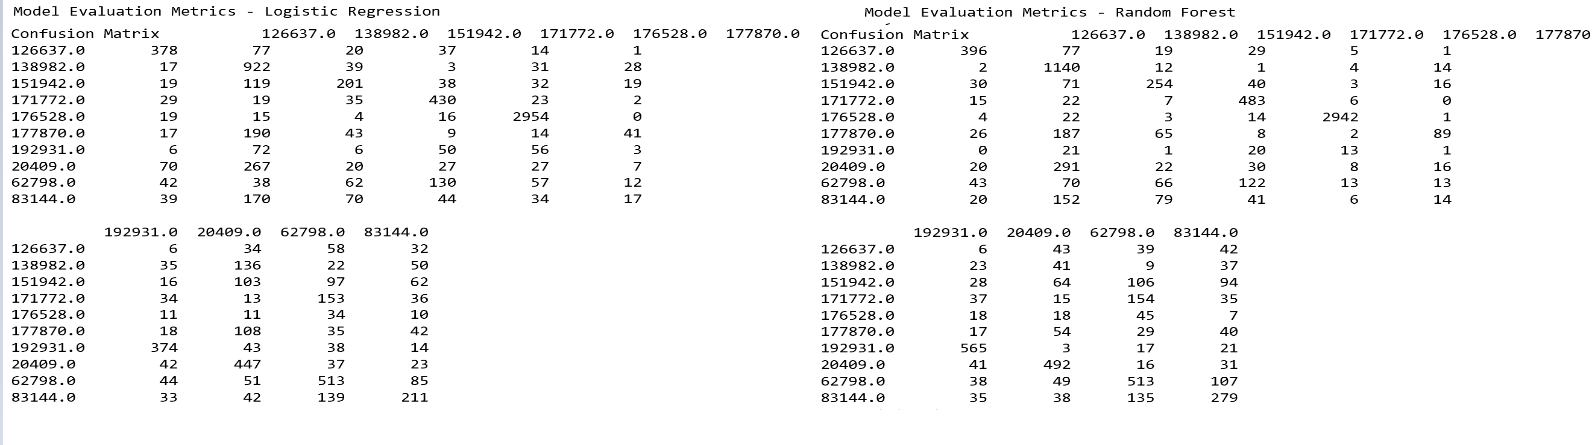 Model Evaluation Metrics - Logistic Regression
Confusion Matrix 126637.0 138982.0 151942.0 171772.0 176528.0 177870.0
126637.0 378 77 20 37 14 1
138982.0 17 922 39 3 31 28
151942.0 19 119 201 38 32 19
171772.0 29 19 35 430 23 2
176528.0 19 15 4 16 2954 0
177870.0 17 190 43 9 14 41
192931.0 6 72 6 50 56 3
20409.0 70 267 20 27 27 7
62798.0 42 38 62 130 57 12
83144.0 39 170 70 44 34 17
192931.0 20409.0 62798.0 83144.0
126637.0 6 34 58 32
138982.0 35 136 22 50
151942.0 16 103 97 62
171772.0 34 13 153 36
176528.0 11 11 34 10
177870.0 18 108 35 42
192931.0 374 43 38 14
20409.0 42 447 37 23
62798.0 44 51 513 85
83144.0 33 42 139 211
Model Evaluation Metrics - Random Forest
Confusion Matrix 126637.0 138982.0 151942.0 171772.0 176528.0 177870
126637.0 396 77 19 29 5 1
138982.0 2 1140 12 1 4 14
151942.0 30 71 254 40 3 16
171772.0 15 22 7 483 6 0
176528.0 4 22 3 14 2942 1
177870.0 26 187 65 8 2 89
192931.0 0 21 1 20 13 1
20409.0 20 291 22 30 8 16
62798.0 43 70 66 122 13 13
83144.0 20 152 79 41 6 14
192931.0 20409.0 62798.0 83144.0
126637.0 6 43 39 42
138982.0 23 41 9 37
151942.0 28 64 106 94
171772.0 37 15 154 35
176528.0 18 18 45 7
177870.0 17 54 29 40
192931.0 565 3 17 21
20409.0 41 492 16 31
62798.0 38 49 513 107
83144.0 35 38 135 279